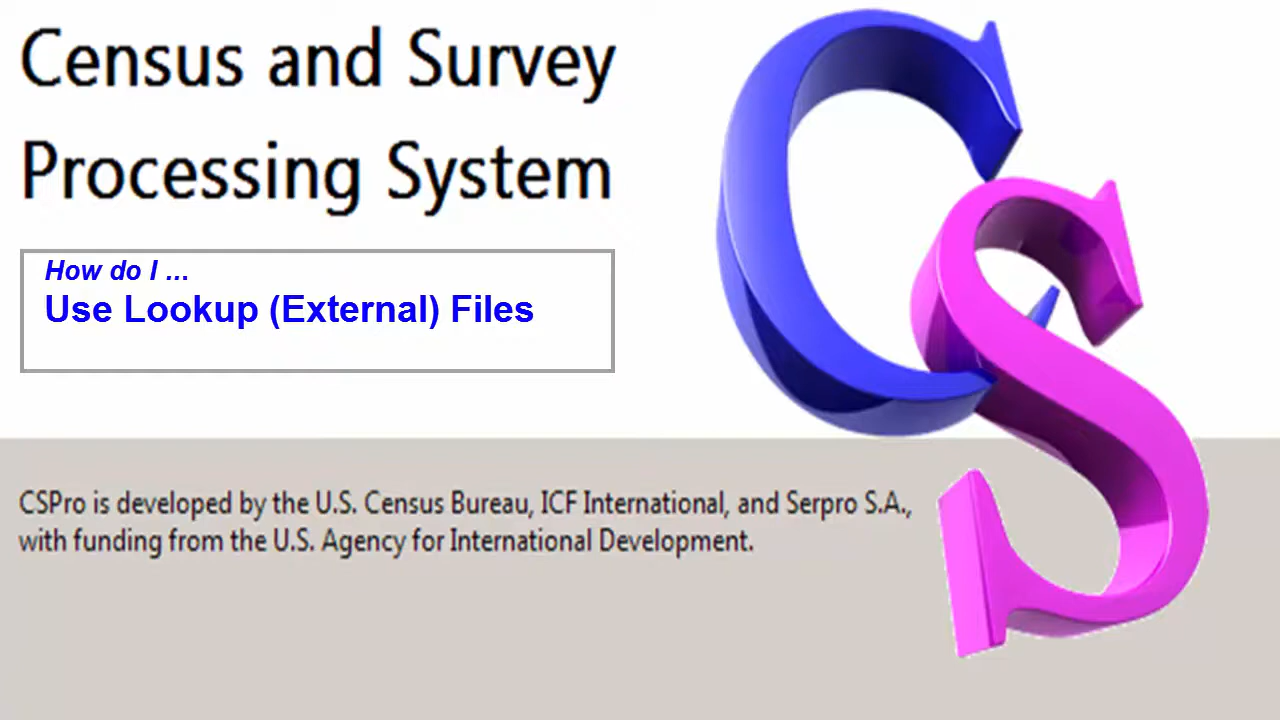 Census and Survey
Processing System
How do I ...
Use Lookup (External) Files
CSPro is developed by the U.S. Census Bureau, ICF International, and Serpro S.A.,
with funding from the U.S. Agency for International Development.
CS